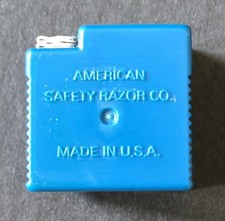 AMERICAN
SAFETY RAZOR CO.
MADE IN U.S.A.